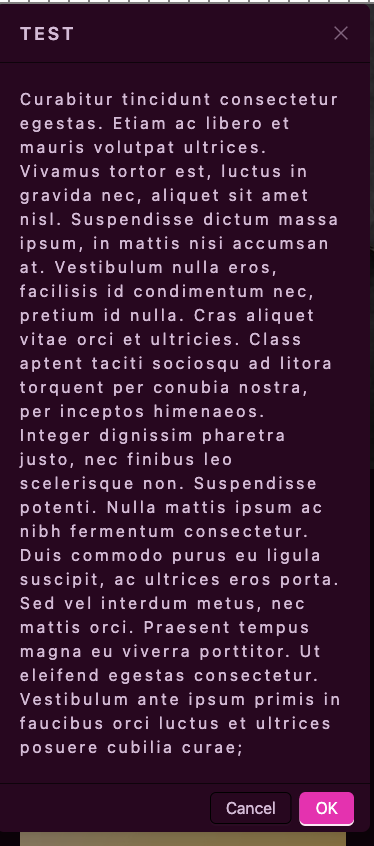 TEST
Curabitur tincidunt consectetur
egestas. Etiam ac libero et
mauris volutpat ultrices.
Vivamus tortor est, luctus in
gravida nec, aliquet sit amet
nisl. Suspendisse dictum massa
ipsum, in mattis nisi accumsan
at. Vestibulum nulla eros,
facilisis id condimentum nec,
pretium id nulla. Cras aliquet
vitae orci et ultricies. Class
aptent taciti sociosqu ad litora
torquent per conubia nostra,
per inceptos himenaeos.
Integer dignissim pharetra
justo, nec finibus leo
scelerisque non. Suspendisse
potenti. Nulla mattis ipsum ac
nibh fermentum consectetur.
Duis commodo purus eu ligula
suscipit, ac ultrices eros porta.
Sed vel interdum metus, nec
mattis orci. Praesent tempus
magna eu viverra porttitor. Ut
eleifend egestas consectetur.
Vestibulum ante ipsum primis in
faucibus orci luctus et ultrices
posuere cubilia curae;
Cancel OK